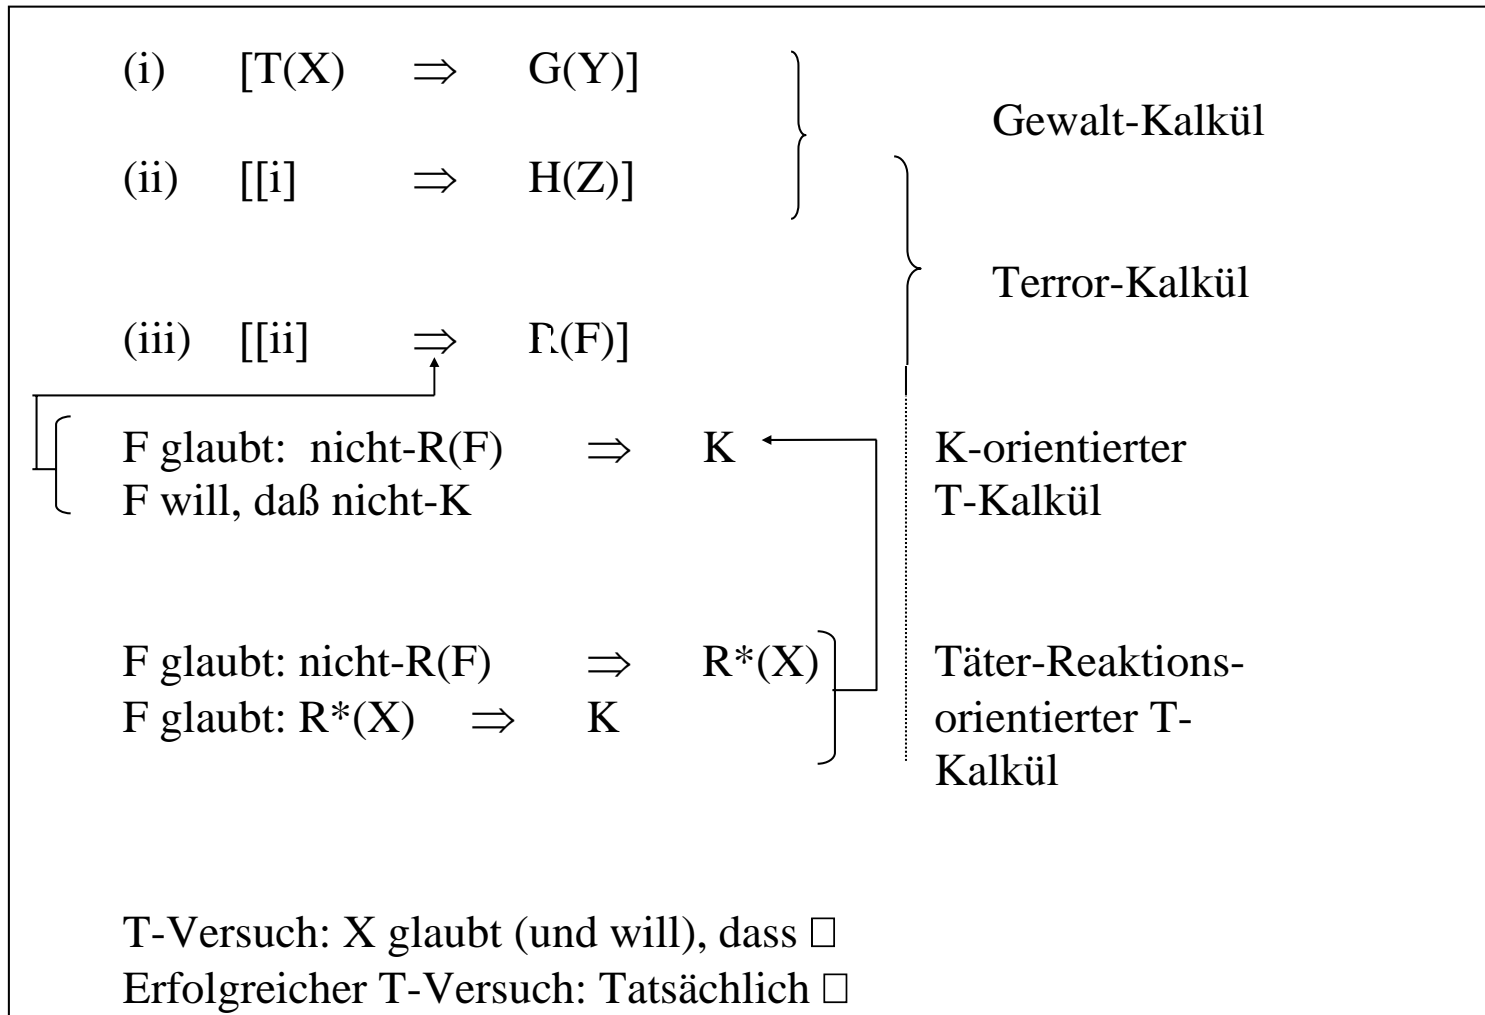 (i) [T(X) ⇒ G(Y)]
Gewalt-Kalkül
(ii) [[i] ⇒ H(Z)]
Terror-Kalkül
(iii) [[ii] ⇒ R(F)]
F glaubt: nicht-R(F) ⇒ K
F will, daß nicht-K
K-orientierter
T-Kalkül
F glaubt: nicht-R(F) ⇒ R*(X)
F glaubt: R*(X) ⇒ K
Täter-Reaktions-
orientierter T-
Kalkül
T-Versuch: X glaubt (und will), dass □
Erfolgreicher T-Versuch: Tatsächlich □